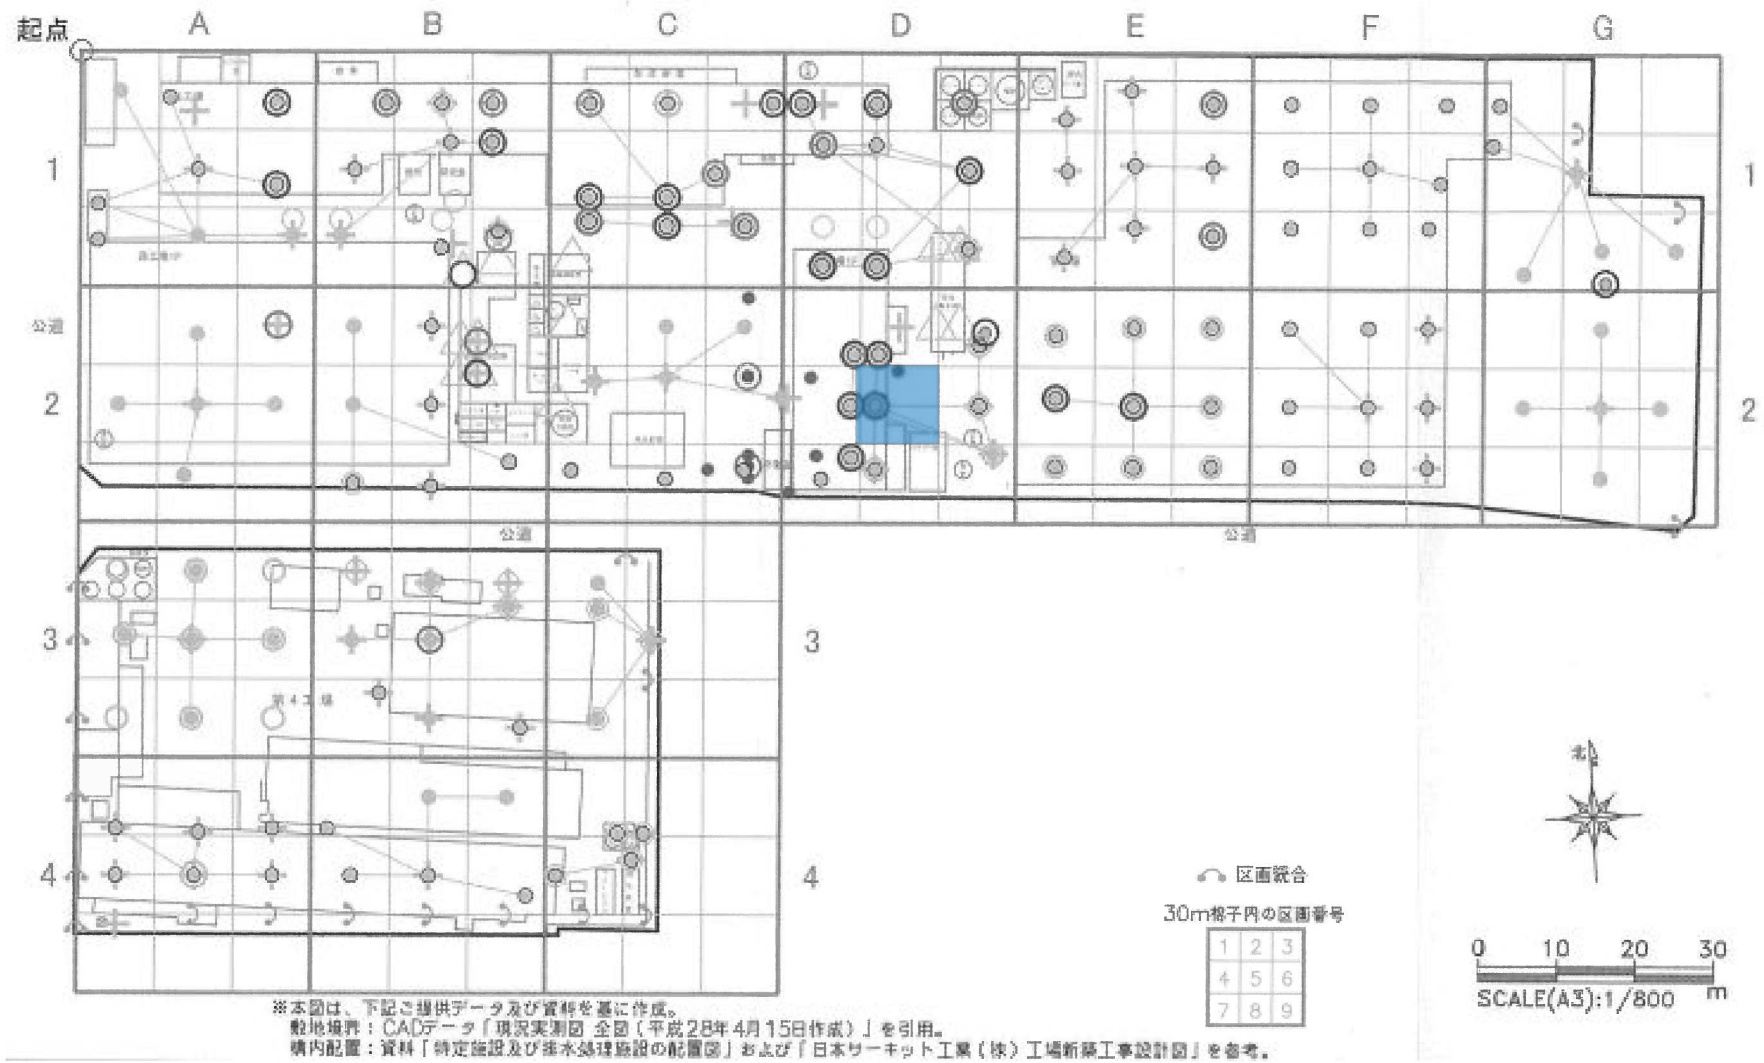 起点
A B C D E F G
1 1
公道
2 2
公道 公道
3 3
第4工場
4 4
北
区画統合
30m格子内の区画番号
1 2 3
4 5 6
7 8 9
0 10 20 30
m
SCALE(A3):1/800
※本図は、下記ご提供データ及び資料を基に作成。
敷地境界：CADデータ「現況実測図 全図(平成28年4月15日作成)」を引用。
構内配置：資料「特定施設及び排水処理施設の配置図」および「日本サーキット工業(株)工場新築工事設計図」を参考。